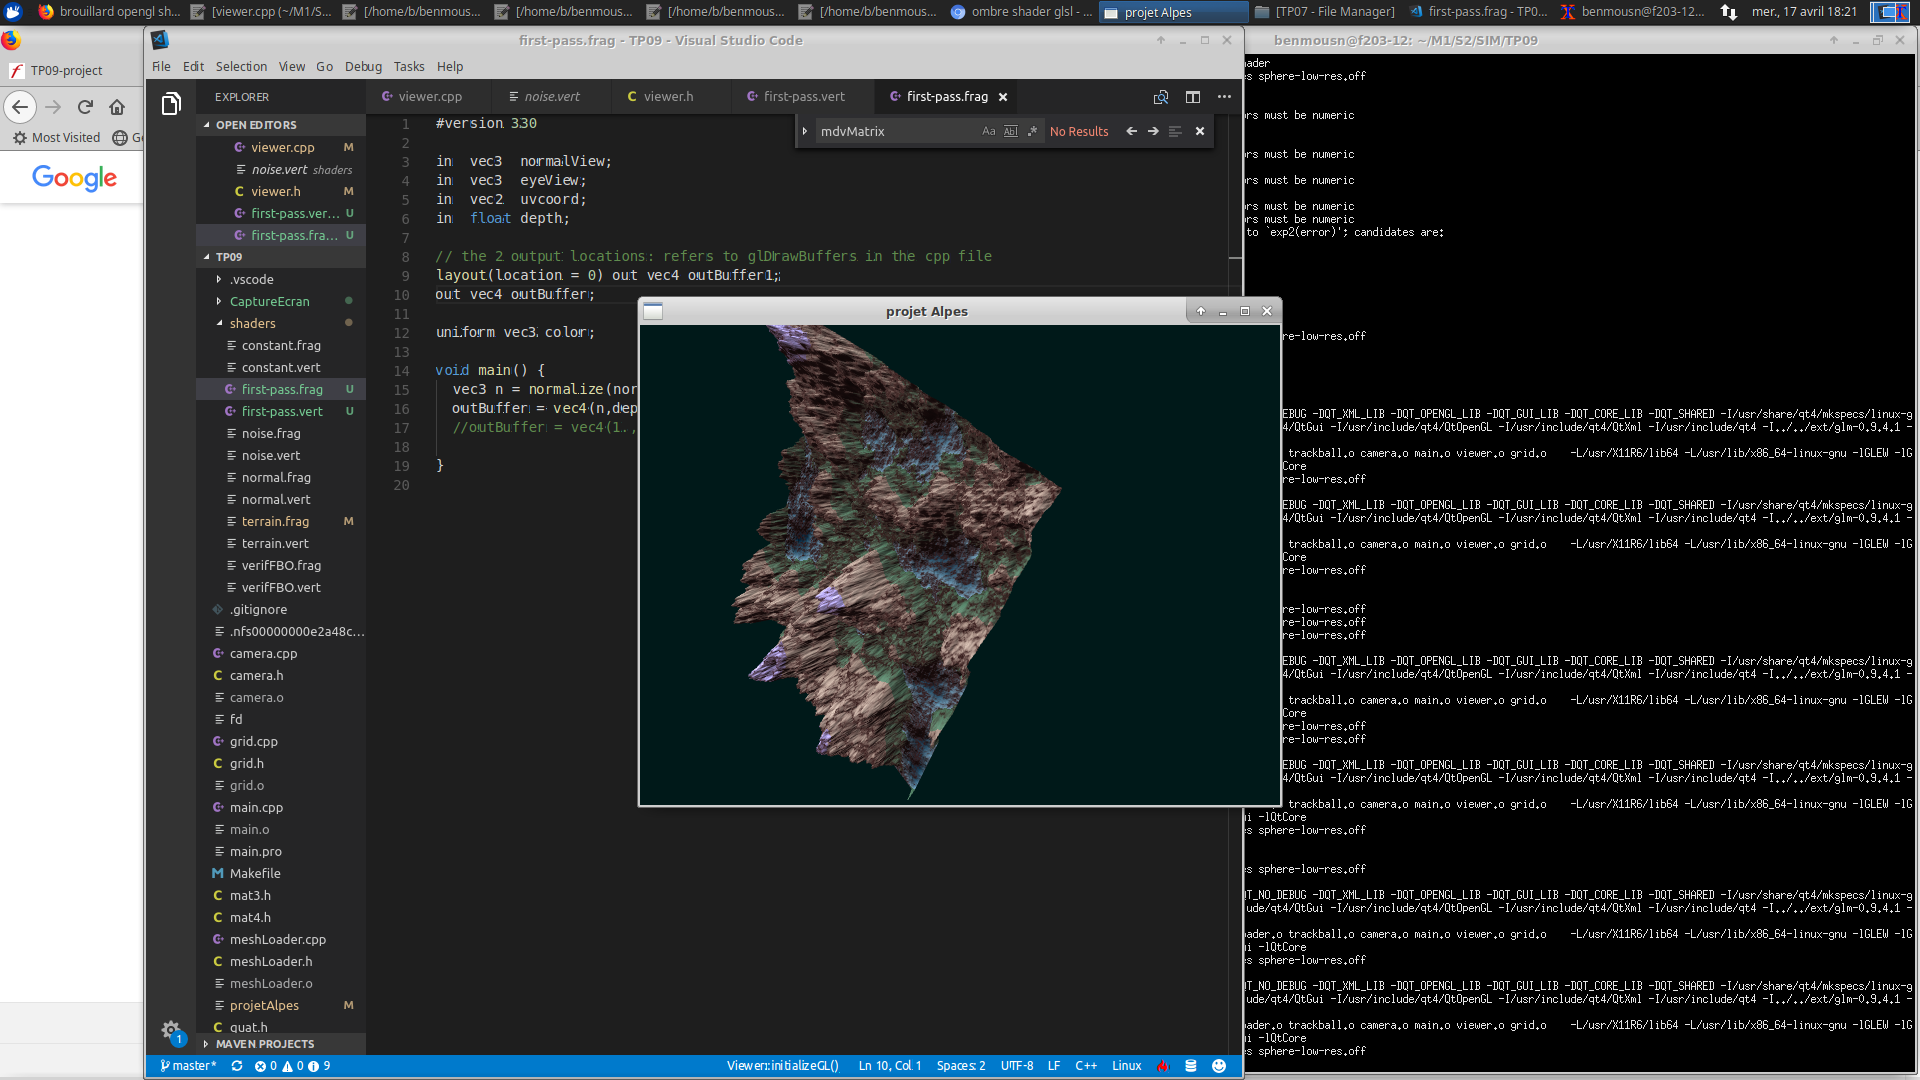 brouillard opengl sh...
[viewer.cpp (~/M1/S...
[/home/b/benmous...
[/home/b/benmous...
[/home/b/benmous...
[/home/b/benmous...
ombre shader glsl - ...
projet Alpes
[TP07 - File Manager]
first-pass.frag - TP0...
benmousn@f203-12...
mer., 17 avril 18:21
TP09-project
Most Visited
Ge
Google
first-pass.frag - TP09 - Visual Studio Code
File Edit Selection View Go Debug Tasks Help
EXPLORER
OPEN EDITORS
viewer.cpp M
noise.vert shaders
viewer.h M
first-pass.ver... U
first-pass.fra... U
TP09
.vscode
CaptureEcran
shaders
constant.frag
constant.vert
first-pass.frag U
first-pass.vert U
noise.frag
noise.vert
normal.frag
normal.vert
terrain.frag M
terrain.vert
verifFBO.frag
verifFBO.vert
.gitignore
.nfs00000000e2a48c...
camera.cpp
camera.h
camera.o
fd
grid.cpp
grid.h
grid.o
main.cpp
main.o
main.pro
Makefile
mat3.h
mat4.h
meshLoader.cpp
meshLoader.h
meshLoader.o
projetAlpes M
quat.h
MAVEN PROJECTS
1
viewer.cpp
noise.vert
viewer.h
first-pass.vert
first-pass.frag
mdvMatrix
Aa Abl .*
No Results
1 #version 330
2
3 in vec3 normalView;
4 in vec3 eyeView;
5 in vec2 uvcoord;
6 in float depth;
7
8 // the 2 output locations: refers to glDrawBuffers in the cpp file
9 layout(location = 0) out vec4 outBuffer1;
10 out vec4 outBuffer;
11
12 uniform vec3 color;
13
14 void main() {
15 vec3 n = normalize(nor
16 outBuffer = vec4(n,dep
17 //outBuffer = vec4(1.,
18
19 }
20
projet Alpes
master* 0 0 9
Viewer::initializeGL() Ln 10, Col 1 Spaces: 2 UTF-8 LF C++ Linux
benmousn@f203-12: ~/M1/S2/SIM/TP09
ader
s sphere-low-res.off
rs must be numeric
rs must be numeric
rs must be numeric
rs must be numeric
rs must be numeric
to `exp2(error)'; candidates are:
re-low-res.off
EBUG -DQT_XML_LIB -DQT_OPENGL_LIB -DQT_GUI_LIB -DQT_CORE_LIB -DQT_SHARED -I/usr/share/qt4/mkspecs/linux-g
4/QtGui -I/usr/include/qt4/QtOpenGL -I/usr/include/qt4/QtXml -I/usr/include/qt4 -I../../ext/glm-0.9.4.1 -
trackball.o camera.o main.o viewer.o grid.o -L/usr/X11R6/lib64 -L/usr/lib/x86_64-linux-gnu -lGLEW -lG
Core
re-low-res.off
EBUG -DQT_XML_LIB -DQT_OPENGL_LIB -DQT_GUI_LIB -DQT_CORE_LIB -DQT_SHARED -I/usr/share/qt4/mkspecs/linux-g
4/QtGui -I/usr/include/qt4/QtOpenGL -I/usr/include/qt4/QtXml -I/usr/include/qt4 -I../../ext/glm-0.9.4.1 -
trackball.o camera.o main.o viewer.o grid.o -L/usr/X11R6/lib64 -L/usr/lib/x86_64-linux-gnu -lGLEW -lG
Core
re-low-res.off
re-low-res.off
re-low-res.off
re-low-res.off
EBUG -DQT_XML_LIB -DQT_OPENGL_LIB -DQT_GUI_LIB -DQT_CORE_LIB -DQT_SHARED -I/usr/share/qt4/mkspecs/linux-g
4/QtGui -I/usr/include/qt4/QtOpenGL -I/usr/include/qt4/QtXml -I/usr/include/qt4 -I../../ext/glm-0.9.4.1 -
trackball.o camera.o main.o viewer.o grid.o -L/usr/X11R6/lib64 -L/usr/lib/x86_64-linux-gnu -lGLEW -lG
Core
re-low-res.off
re-low-res.off
EBUG -DQT_XML_LIB -DQT_OPENGL_LIB -DQT_GUI_LIB -DQT_CORE_LIB -DQT_SHARED -I/usr/share/qt4/mkspecs/linux-g
4/QtGui -I/usr/include/qt4/QtOpenGL -I/usr/include/qt4/QtXml -I/usr/include/qt4 -I../../ext/glm-0.9.4.1 -
trackball.o camera.o main.o viewer.o grid.o -L/usr/X11R6/lib64 -L/usr/lib/x86_64-linux-gnu -lGLEW -lG
ui -lQtCore
s sphere-low-res.off
s sphere-low-res.off
QT_NO_DEBUG -DQT_XML_LIB -DQT_OPENGL_LIB -DQT_GUI_LIB -DQT_CORE_LIB -DQT_SHARED -I/usr/share/qt4/mkspecs/linux-g
lude/qt4/QtGui -I/usr/include/qt4/QtOpenGL -I/usr/include/qt4/QtXml -I/usr/include/qt4 -I../../ext/glm-0.9.4.1 -
oader.o trackball.o camera.o main.o viewer.o grid.o -L/usr/X11R6/lib64 -L/usr/lib/x86_64-linux-gnu -lGLEW -lG
ui -lQtCore
s sphere-low-res.off
QT_NO_DEBUG -DQT_XML_LIB -DQT_OPENGL_LIB -DQT_GUI_LIB -DQT_CORE_LIB -DQT_SHARED -I/usr/share/qt4/mkspecs/linux-g
lude/qt4/QtGui -I/usr/include/qt4/QtOpenGL -I/usr/include/qt4/QtXml -I/usr/include/qt4 -I../../ext/glm-0.9.4.1 -
oader.o trackball.o camera.o main.o viewer.o grid.o -L/usr/X11R6/lib64 -L/usr/lib/x86_64-linux-gnu -lGLEW -lG
ui -lQtCore
s sphere-low-res.off